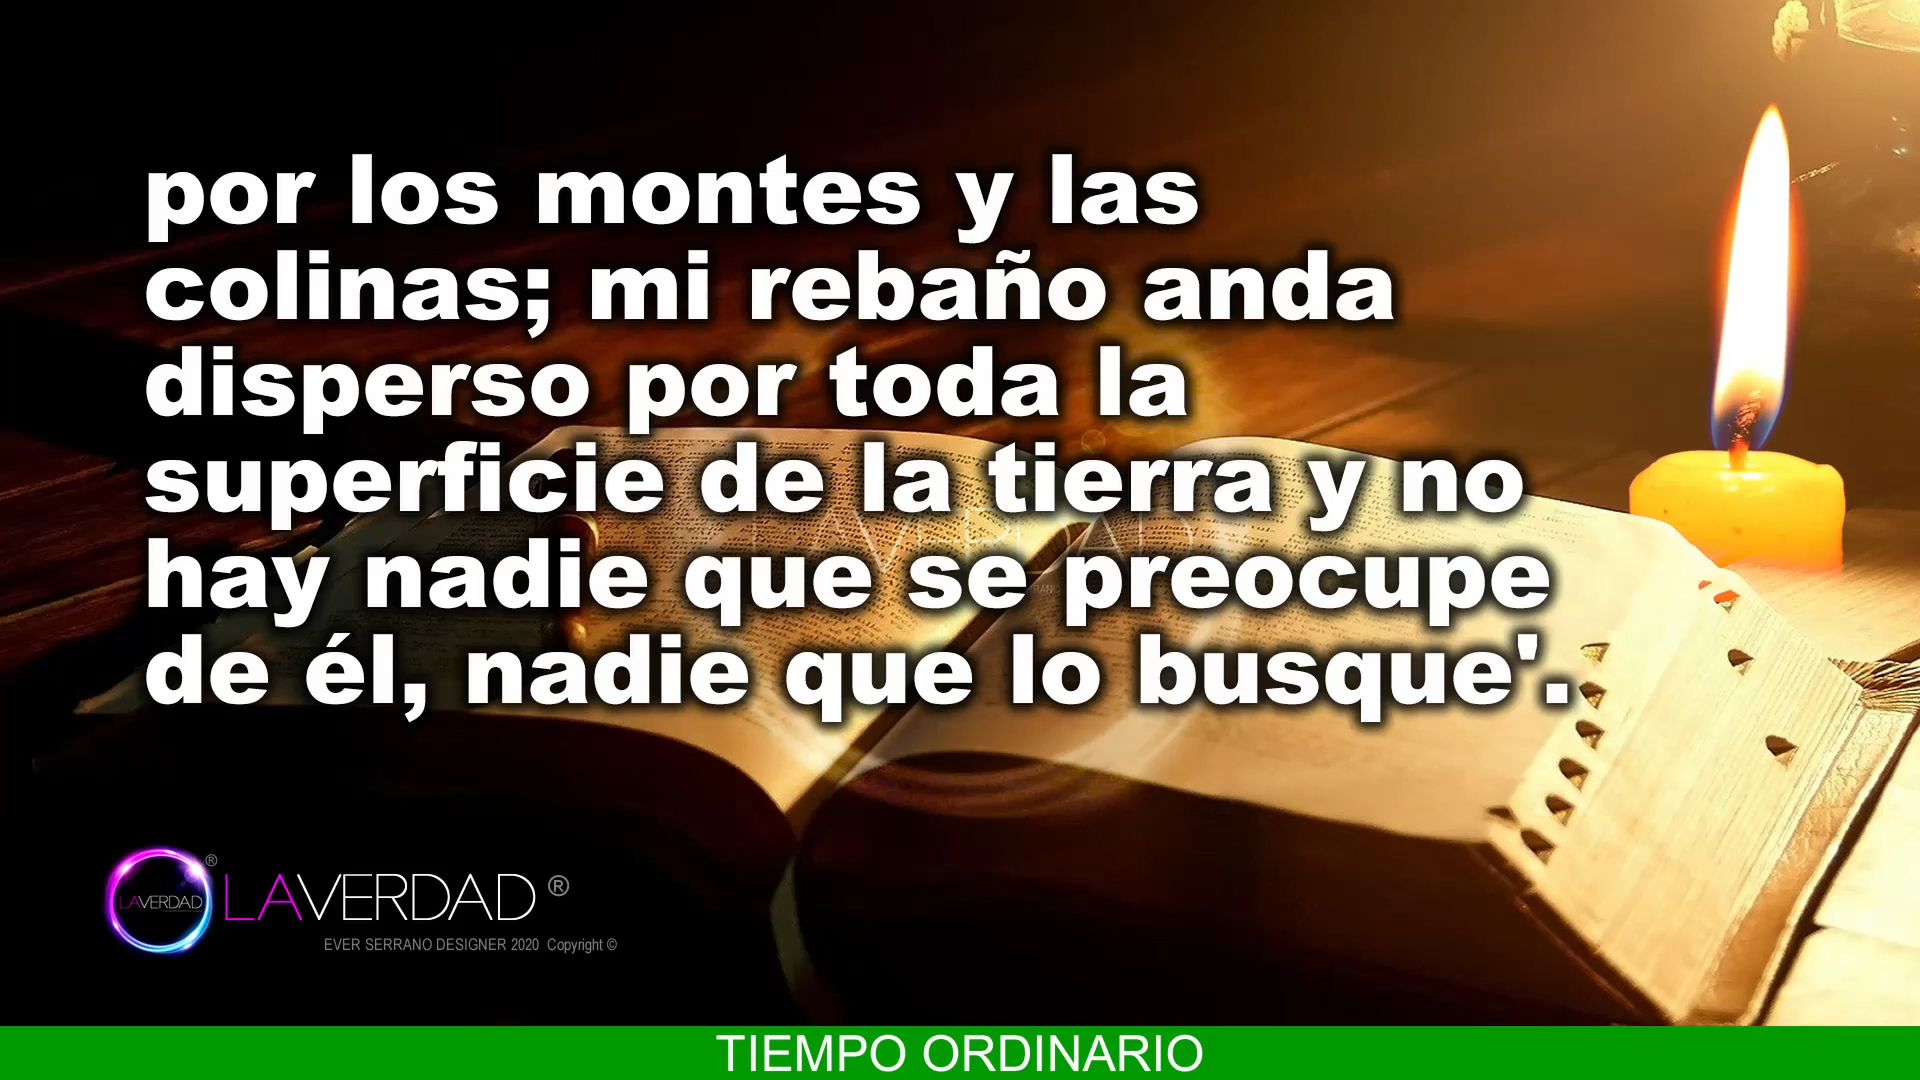 por los montes y las
colinas; mi rebaño anda
disperso por toda la
superficie de la tierra y no
hay nadie que se preocupe
de él, nadie que lo busque'.
LAVERDAD
®
LAVERDAD ®
EVER SERRANO DESIGNER 2020 Copyright ©
TIEMPO ORDINARIO